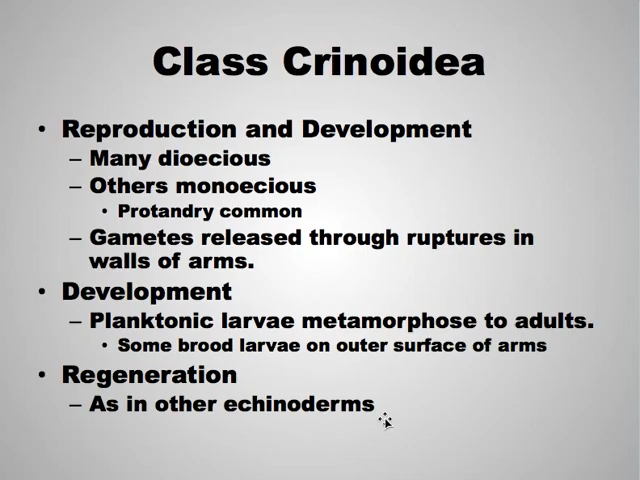 Class Crinoidea
• Reproduction and Development
– Many dioecious
– Others monoecious
• Protandry common
– Gametes released through ruptures in
walls of arms.
• Development
– Planktonic larvae metamorphose to adults.
• Some brood larvae on outer surface of arms
• Regeneration
– As in other echinoderms